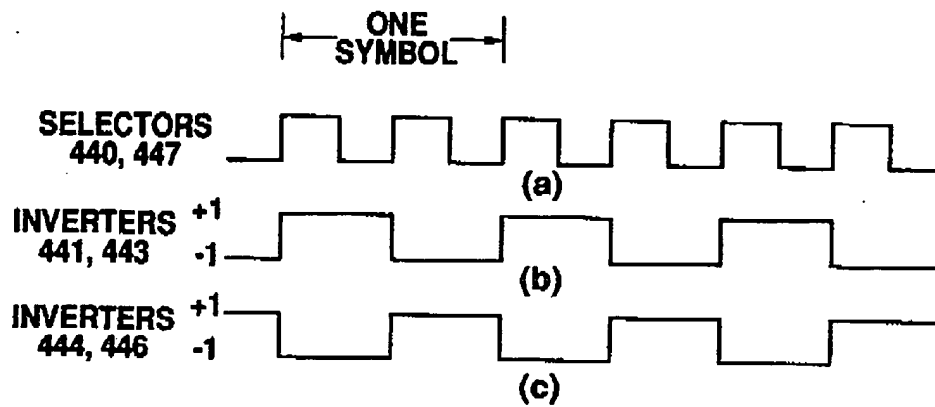 ONE
SYMBOL
SELECTORS
440, 447
(a)
INVERTERS +1
441, 443 -1
(b)
INVERTERS +1
444, 446 -1
(c)